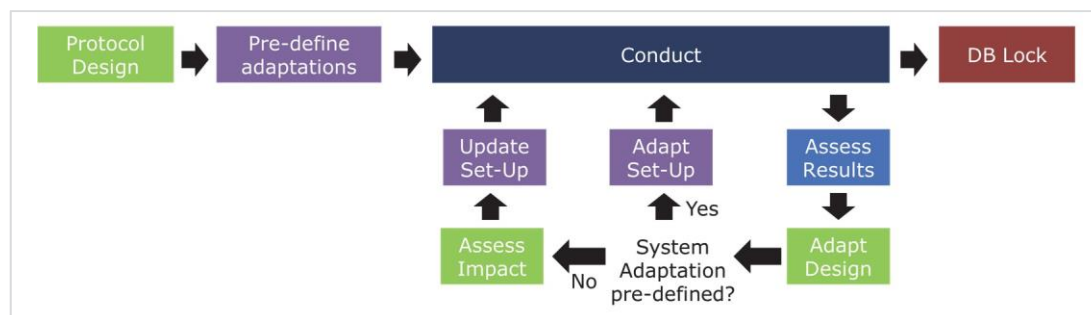 Protocol
Design
Pre-define
adaptations
Conduct
DB Lock
Update
Set-Up
Adapt
Set-Up
Assess
Results
Yes
Assess
Impact
No
System
Adaptation
pre-defined?
Adapt
Design